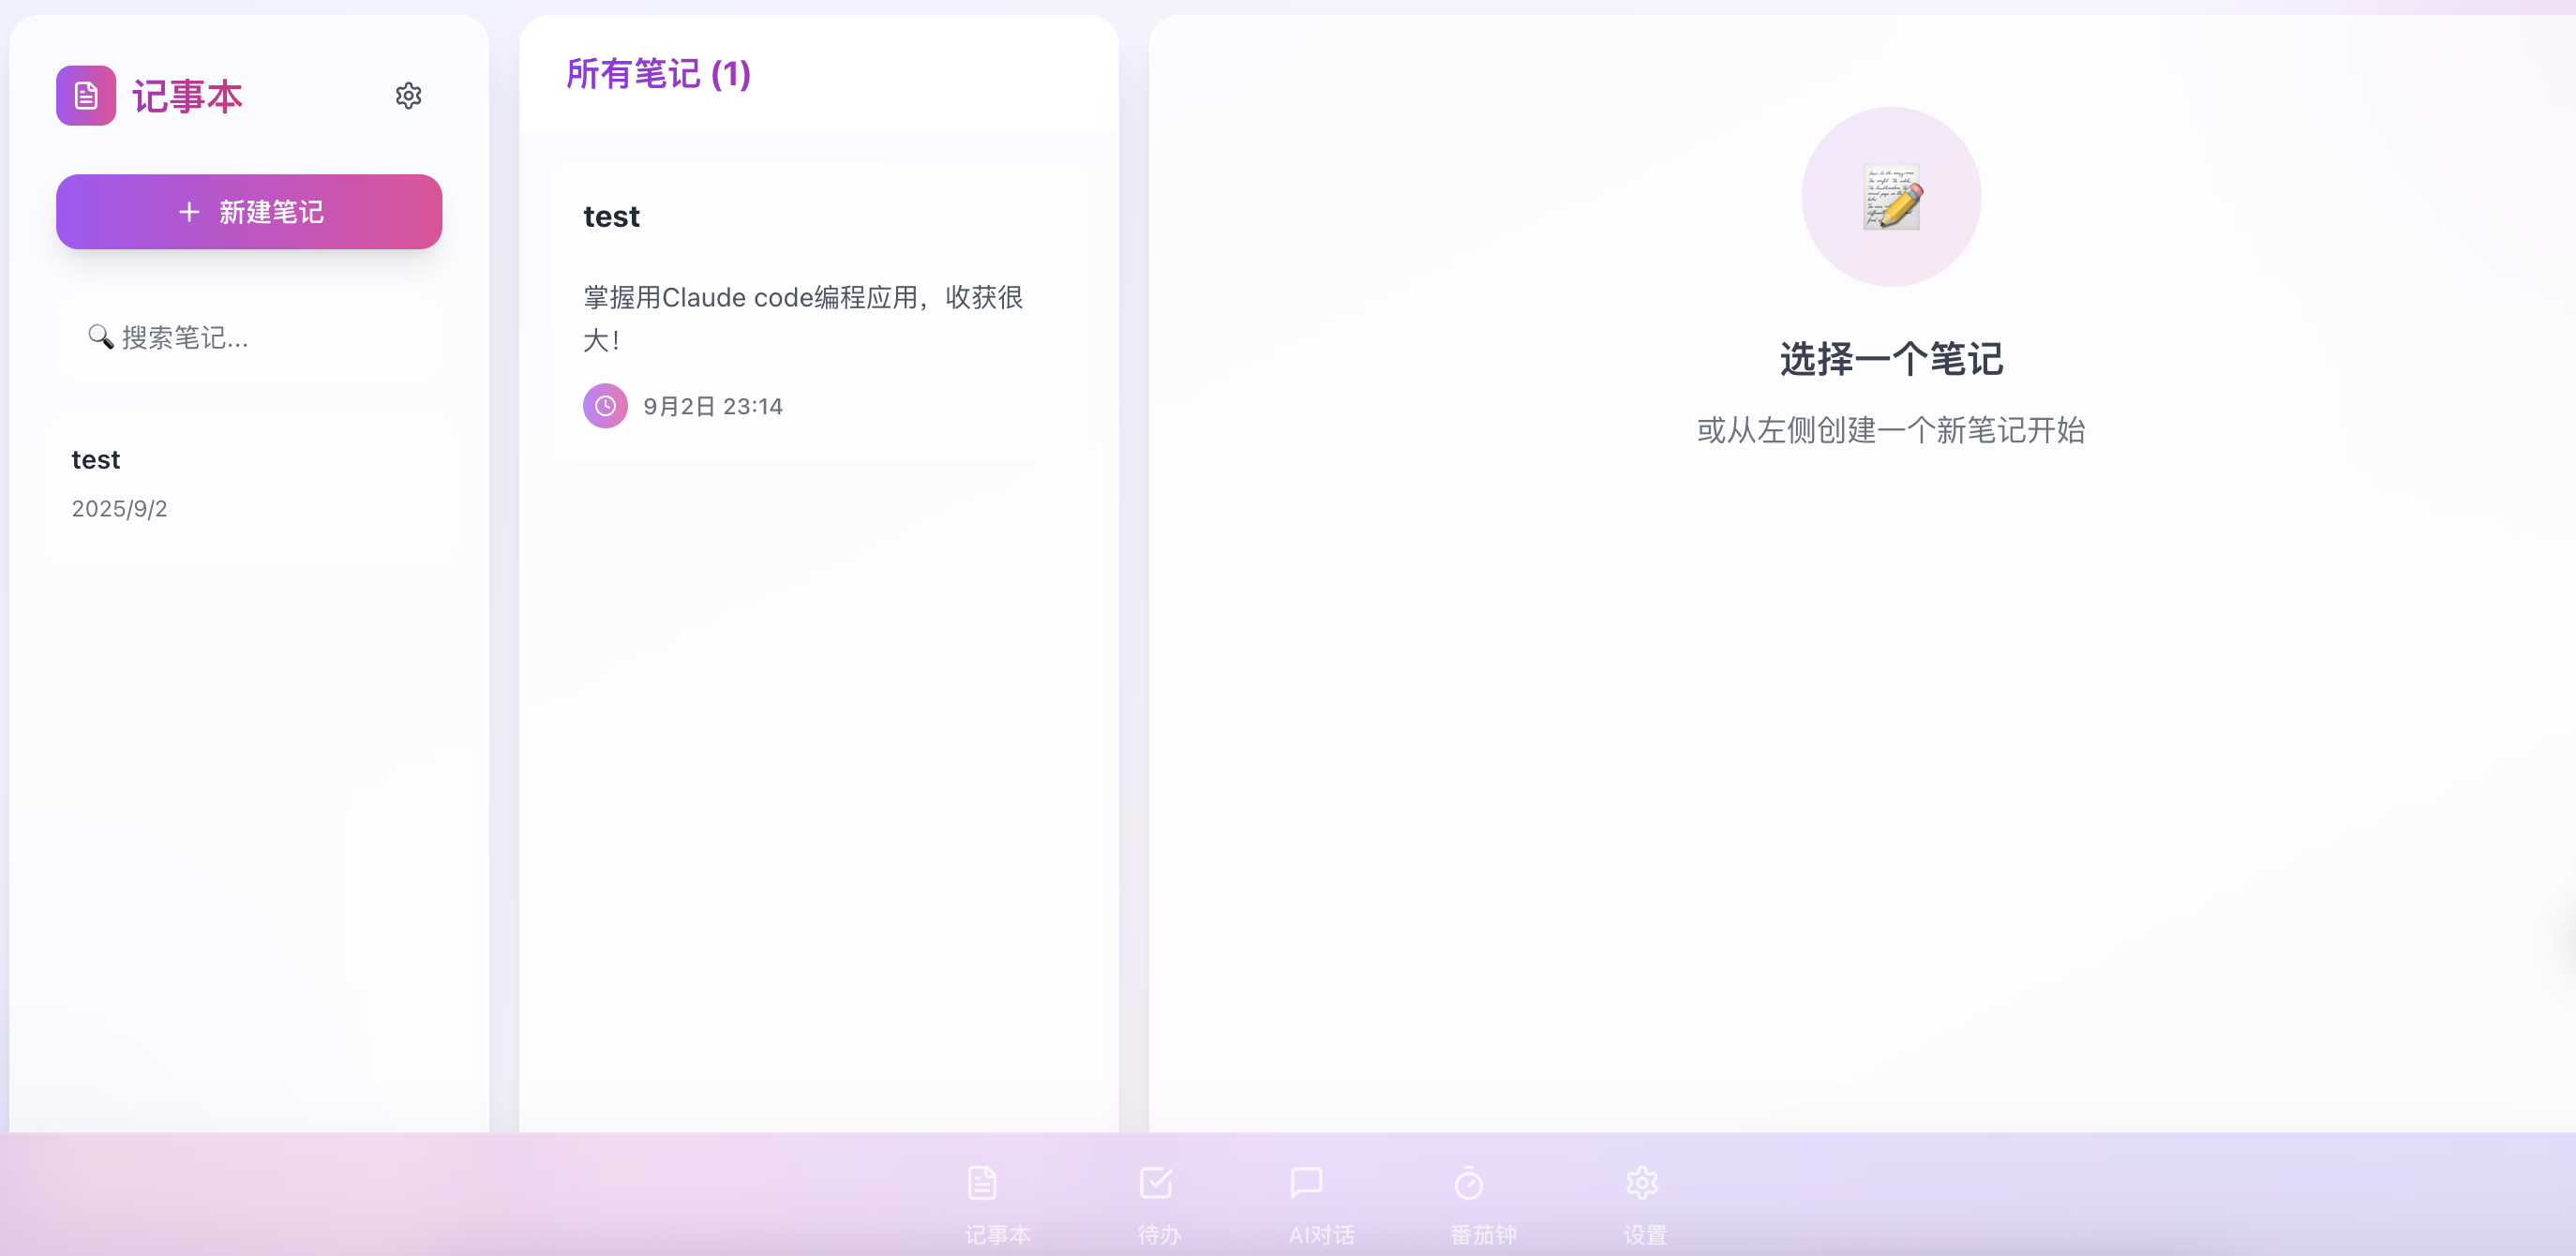 记事本
新建笔记
🔍 搜索笔记...
test
2025/9/2
所有笔记 (1)
test
掌握用Claude code编程应用，收获很
大！
9月2日 23:14
选择一个笔记
或从左侧创建一个新笔记开始
记事本
待办
AI对话
番茄钟
设置